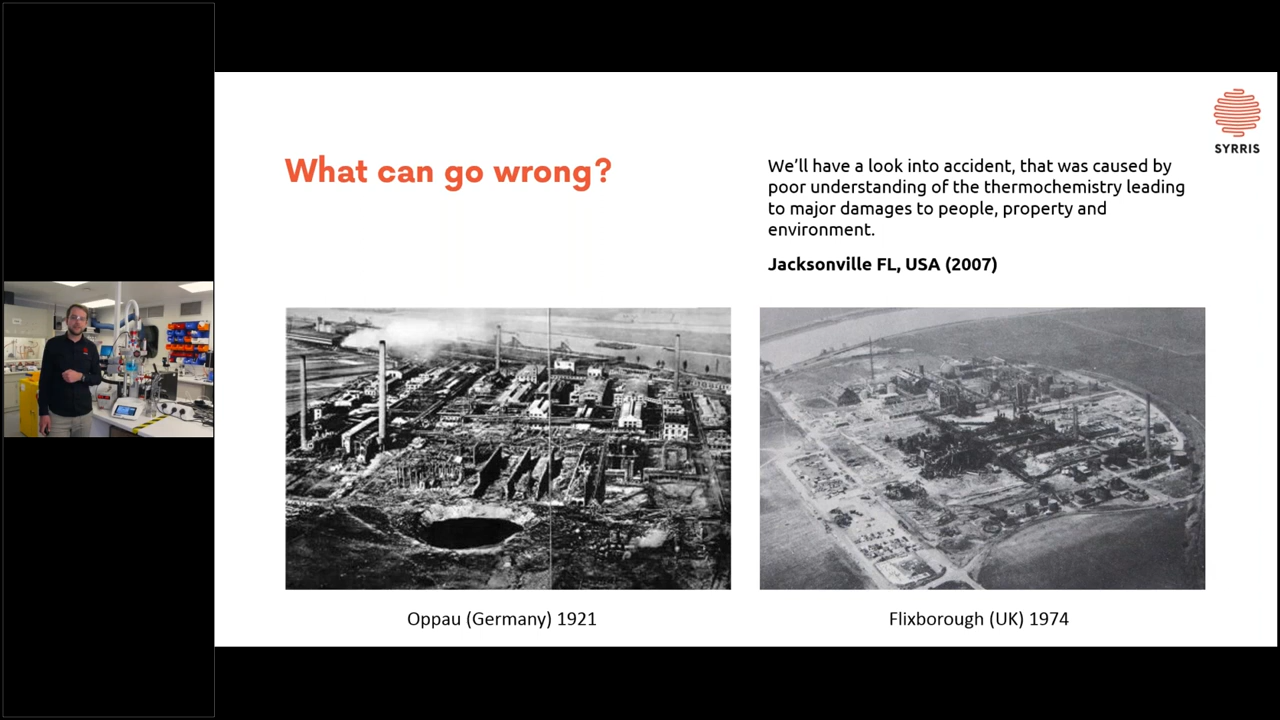 What can go wrong?
We'll have a look into accident, that was caused by
poor understanding of the thermochemistry leading
to major damages to people, property and
environment.
Jacksonville FL, USA (2007)
SYRRIS
Oppau (Germany) 1921
Flixborough (UK) 1974